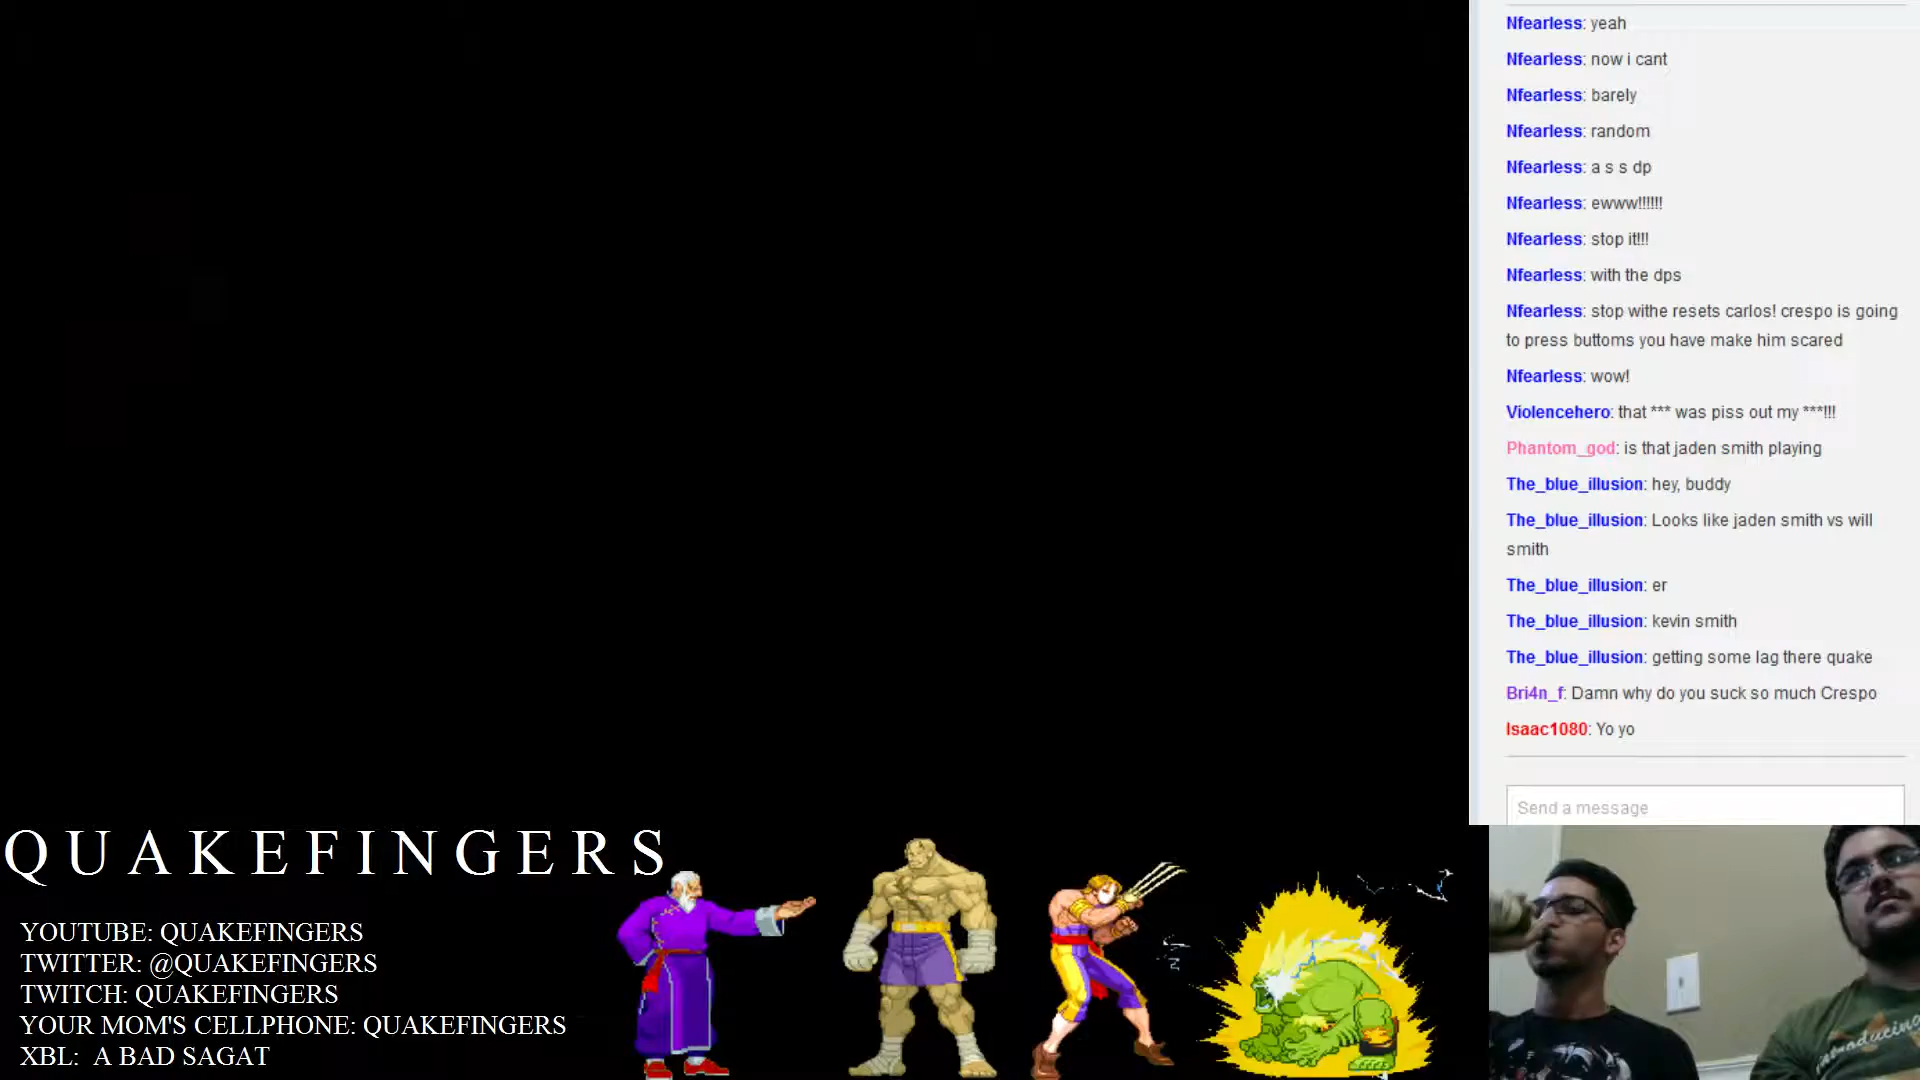 Nfearless: yeah
Nfearless: now i cant
Nfearless: barely
Nfearless: random
Nfearless: a s s dp
Nfearless: ewww!!!!!!
Nfearless: stop it!!!
Nfearless: with the dps
Nfearless: stop withe resets carlos! crespo is going
to press buttoms you have make him scared
Nfearless: wow!
Violencehero: that *** was piss out my ***!!!
Phantom_god: is that jaden smith playing
The_blue_illusion: hey, buddy
The_blue_illusion: Looks like jaden smith vs will
smith
The_blue_illusion: er
The_blue_illusion: kevin smith
The_blue_illusion: getting some lag there quake
Bri4n_f: Damn why do you suck so much Crespo
Isaac1080: Yo yo
Send a message
QUAKEFINGERS
YOUTUBE: QUAKEFINGERS
TWITTER: @QUAKEFINGERS
TWITCH: QUAKEFINGERS
YOUR MOM'S CELLPHONE: QUAKEFINGERS
XBL: A BAD SAGAT